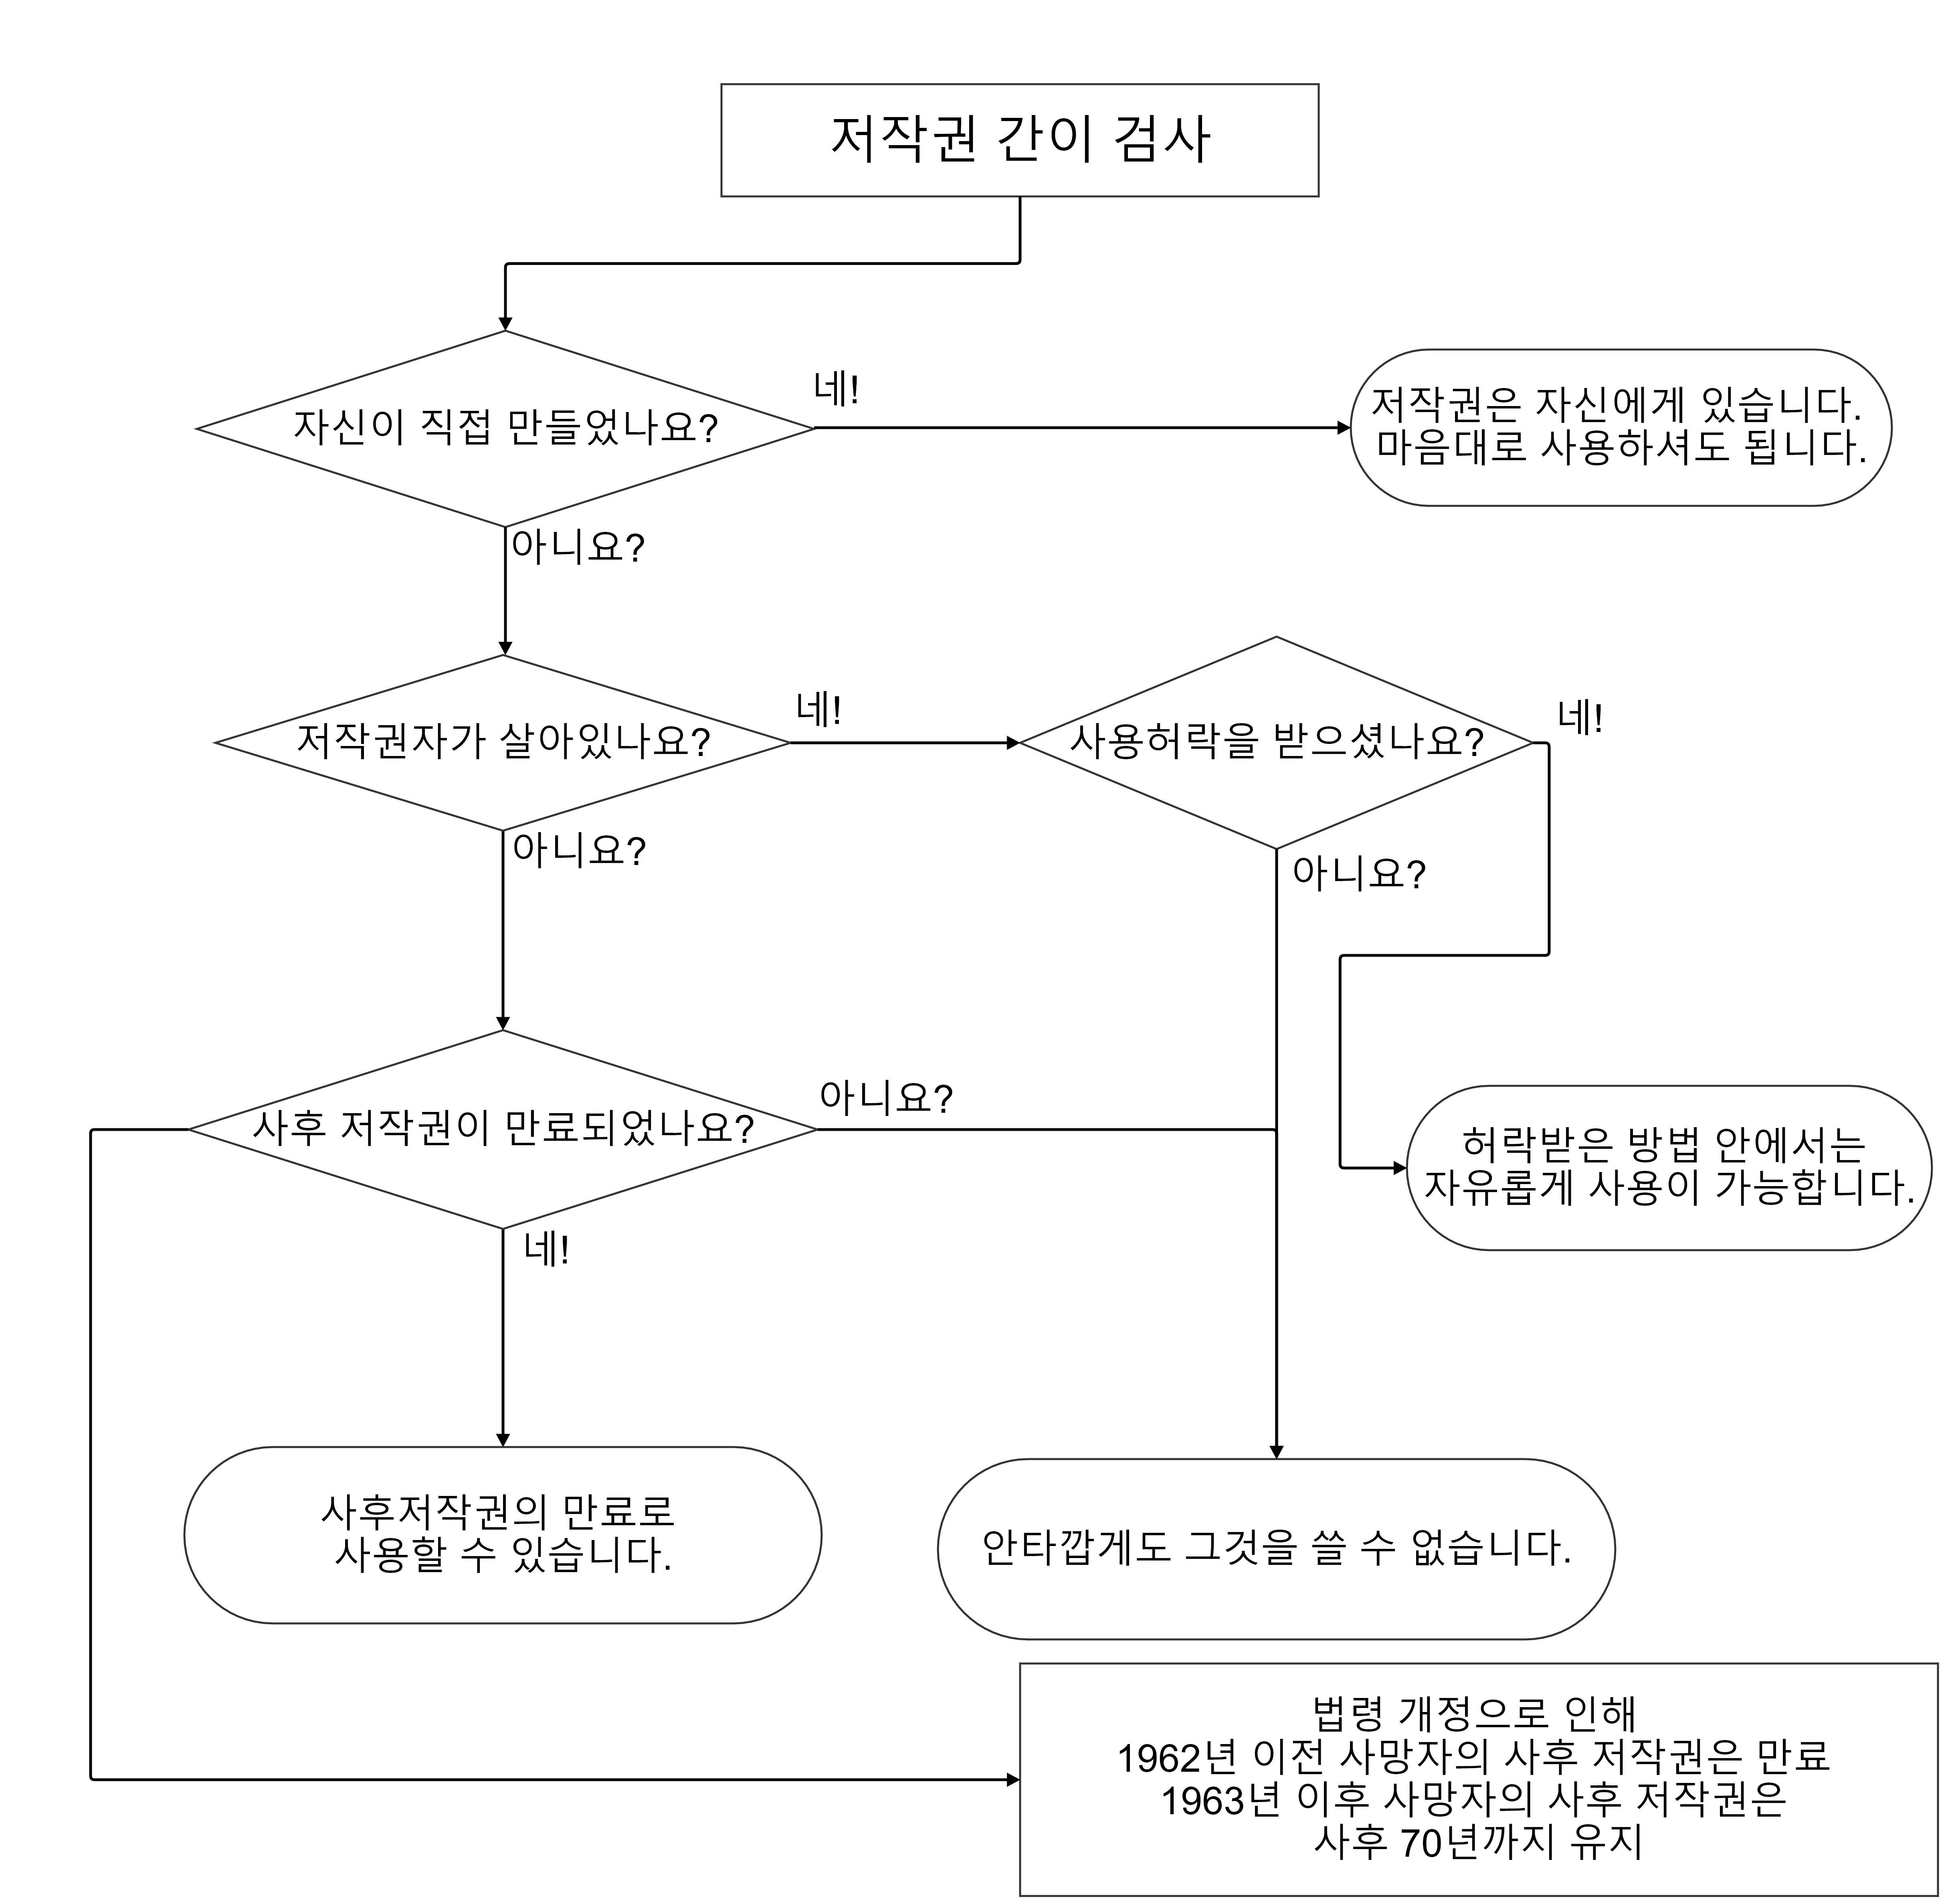 저작권 간이 검사
네!
자신이 직접 만들었나요?
저작권은 자신에게 있습니다.
마음대로 사용하셔도 됩니다.
아니요?
네!
네!
저작권자가 살아있나요?
사용허락을 받으셨나요?
아니요?
아니요?
아니요?
사후 저작권이 만료되었나요?
허락받은 방법 안에서는
자유롭게 사용이 가능합니다.
네!
사후저작권의 만료로
사용할 수 있습니다.
안타깝게도 그것을 쓸 수 없습니다.
법령 개정으로 인해
1962년 이전 사망자의 사후 저작권은 만료
1963년 이후 사망자의 사후 저작권은
사후 70년까지 유지